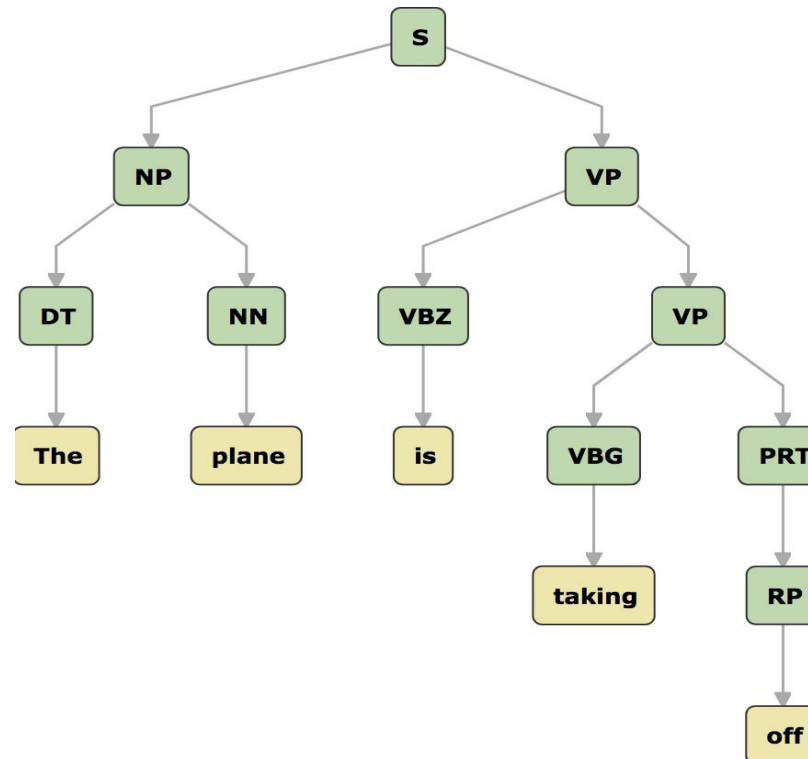 S
NP VP
DT NN VBZ VP
The plane is VBG PRT
taking RP
off